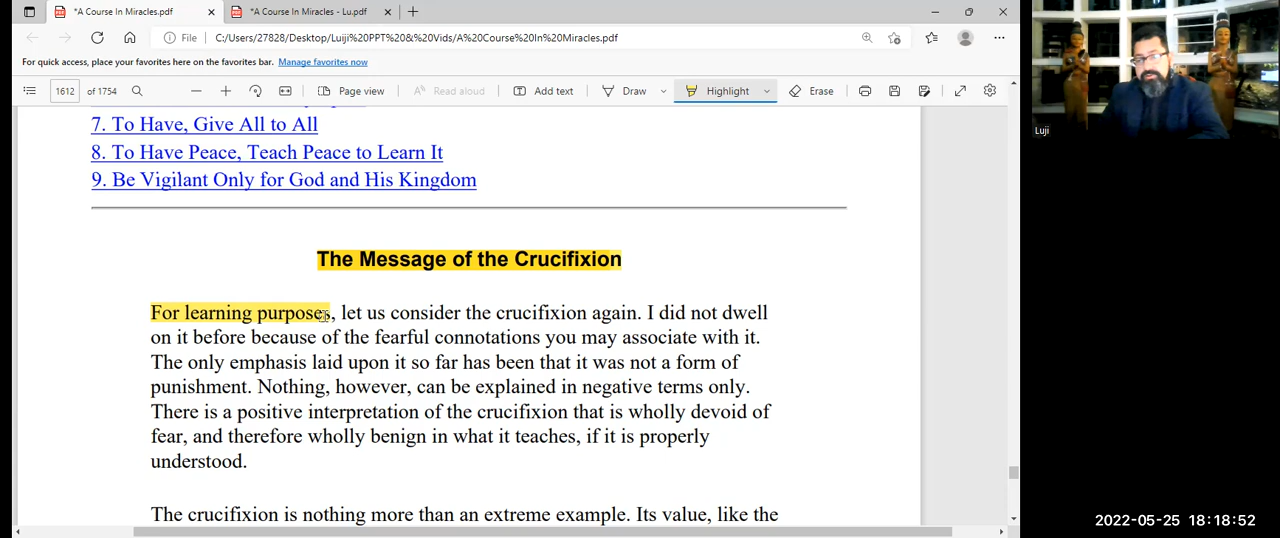 *A Course In Miracles.pdf
*A Course In Miracles - Lu.pdf
File
C:/Users/27828/Desktop/Luiji%20PPT%20&%20Vids/A%20Course%20In%20Miracles.pdf
For quick access, place your favorites here on the favorites bar. Manage favorites now
1612 of 1754
Page view
Read aloud
Add text
Draw
Highlight
Erase
7. To Have, Give All to All
8. To Have Peace, Teach Peace to Learn It
9. Be Vigilant Only for God and His Kingdom
The Message of the Crucifixion
For learning purposes, let us consider the crucifixion again. I did not dwell
on it before because of the fearful connotations you may associate with it.
The only emphasis laid upon it so far has been that it was not a form of
punishment. Nothing, however, can be explained in negative terms only.
There is a positive interpretation of the crucifixion that is wholly devoid of
fear, and therefore wholly benign in what it teaches, if it is properly
understood.
The crucifixion is nothing more than an extreme example. Its value, like the
Luji
2022-05-25 18:18:52